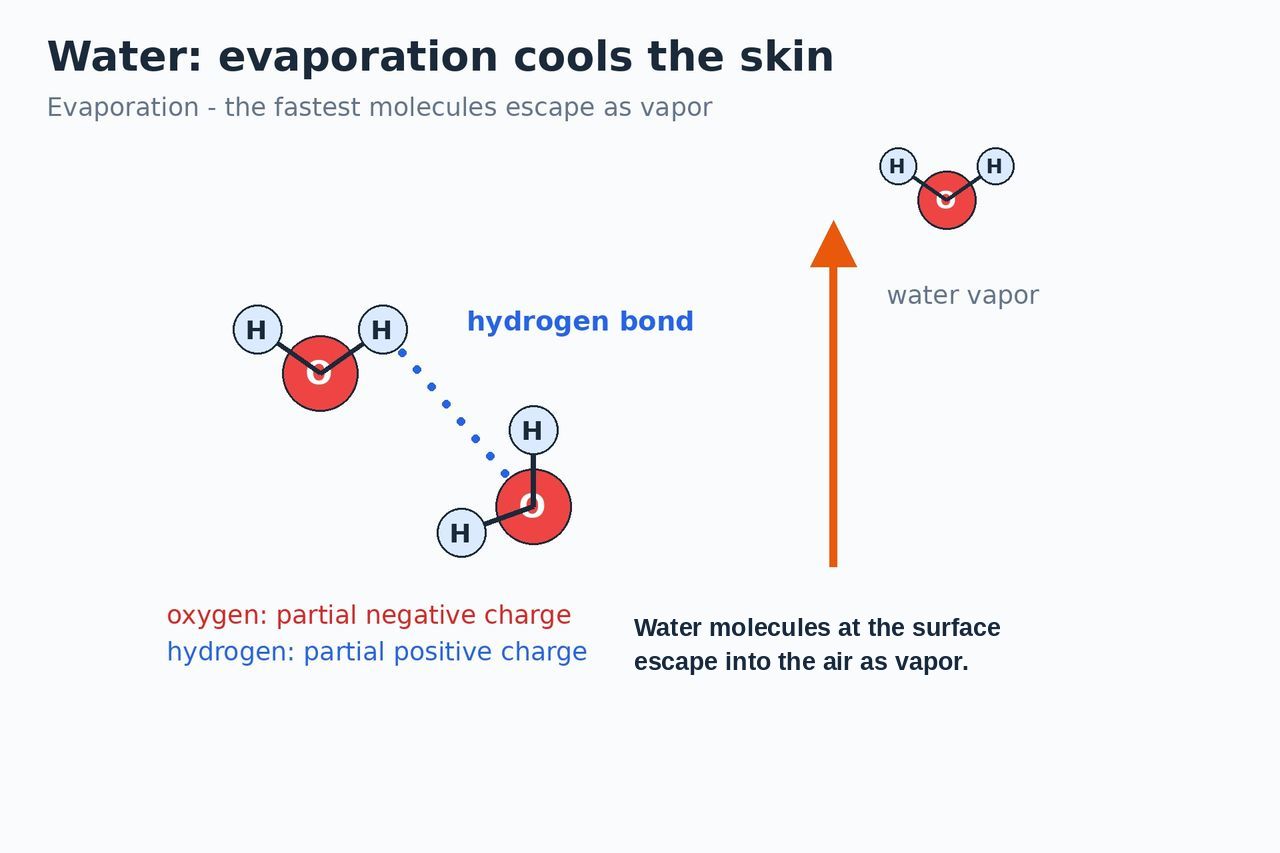 Water: evaporation cools the skin
Evaporation - the fastest molecules escape as vapor
H H
O
water vapor
hydrogen bond
H H
O
H
O
H
oxygen: partial negative charge
hydrogen: partial positive charge
Water molecules at the surface
escape into the air as vapor.